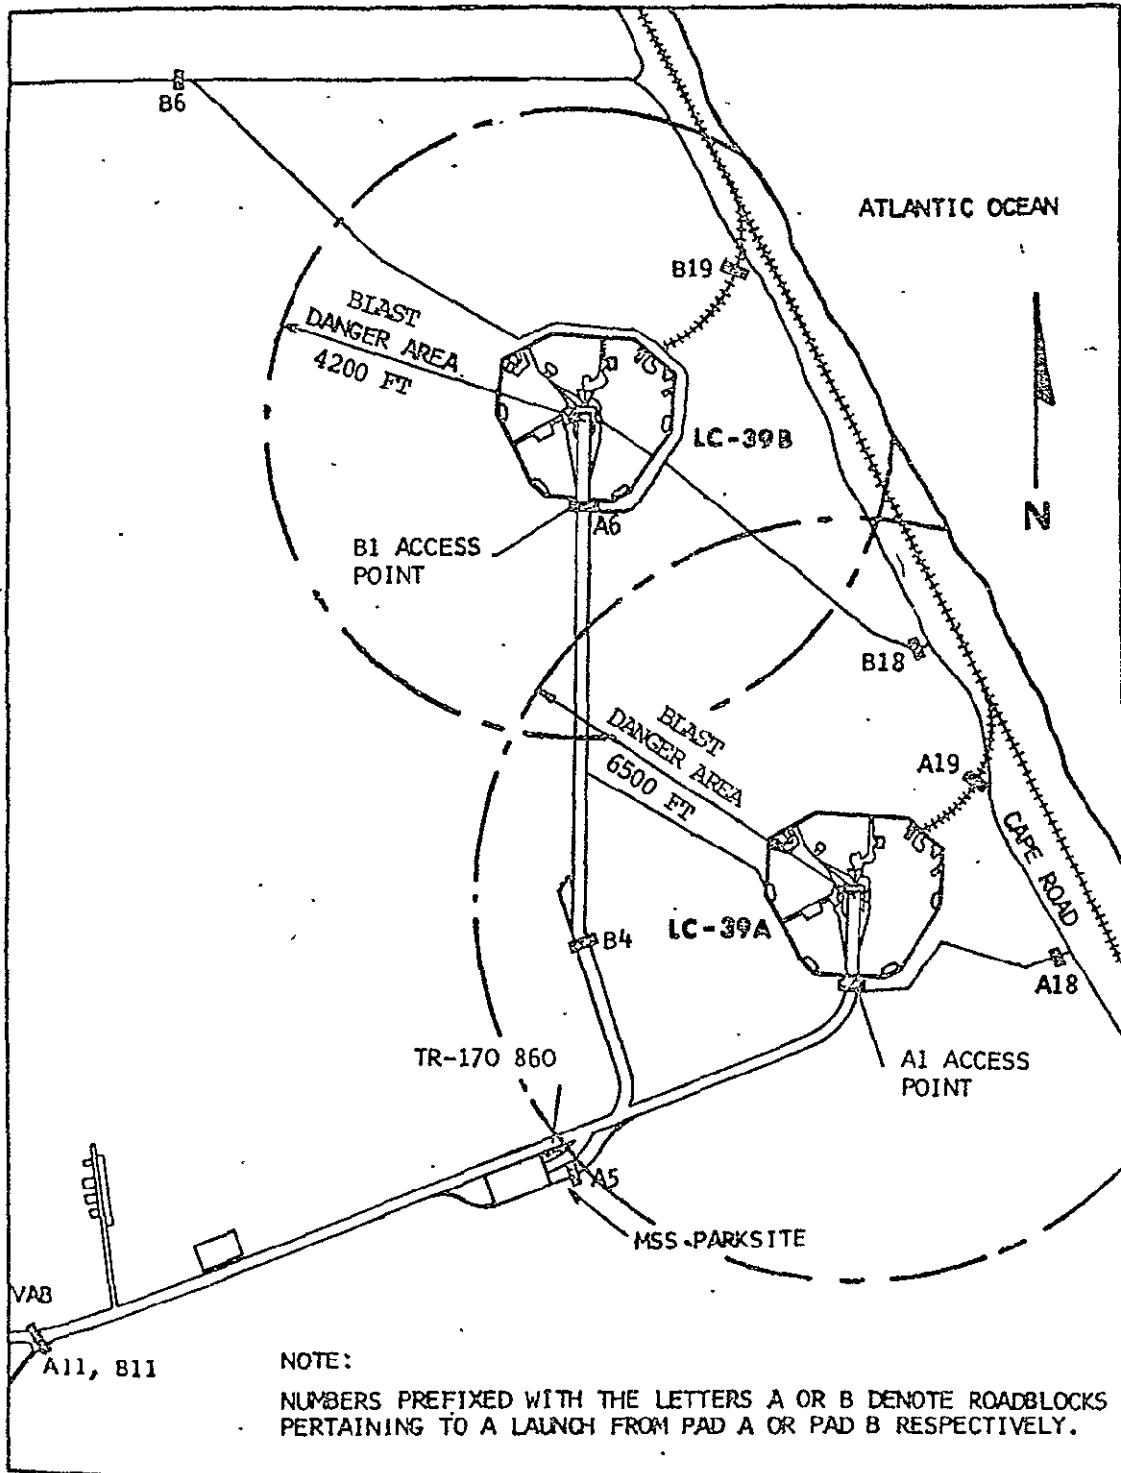 B6
ATLANTIC OCEAN
B19
BLAST
DANGER AREA
4200 FT
LC-39B
N
A6
B1 ACCESS
POINT
B18
BLAST
DANGER AREA
6500 FT
A19
CAPE ROAD
LC-39A
B4
A18
TR-170 860
A1 ACCESS
POINT
A5
MSS PARKSITE
VAB
A11, B11
NOTE:
NUMBERS PREFIXED WITH THE LETTERS A OR B DENOTE ROADBLOCKS
PERTAINING TO A LAUNCH FROM PAD A OR PAD B RESPECTIVELY.